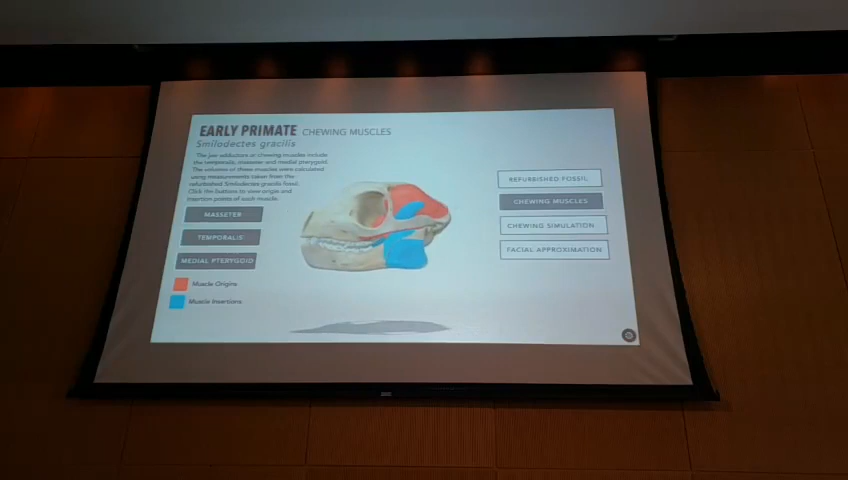 EARLY PRIMATE CHEWING MUSCLES
Smilodectes gracilis
The jaw adductors or chewing muscles include
the temporalis, masseter and medial pterygoid.
The volumes of these muscles were calculated
using measurements taken from the
refurbished Smilodectes gracilis fossil.
Click the buttons to view origin and
insertion points of each muscle.
MASSETER
TEMPORALIS
MEDIAL PTERYGOID
Muscle Origins
Muscle Insertions
REFURBISHED FOSSIL
CHEWING MUSCLES
CHEWING SIMULATION
FACIAL APPROXIMATION